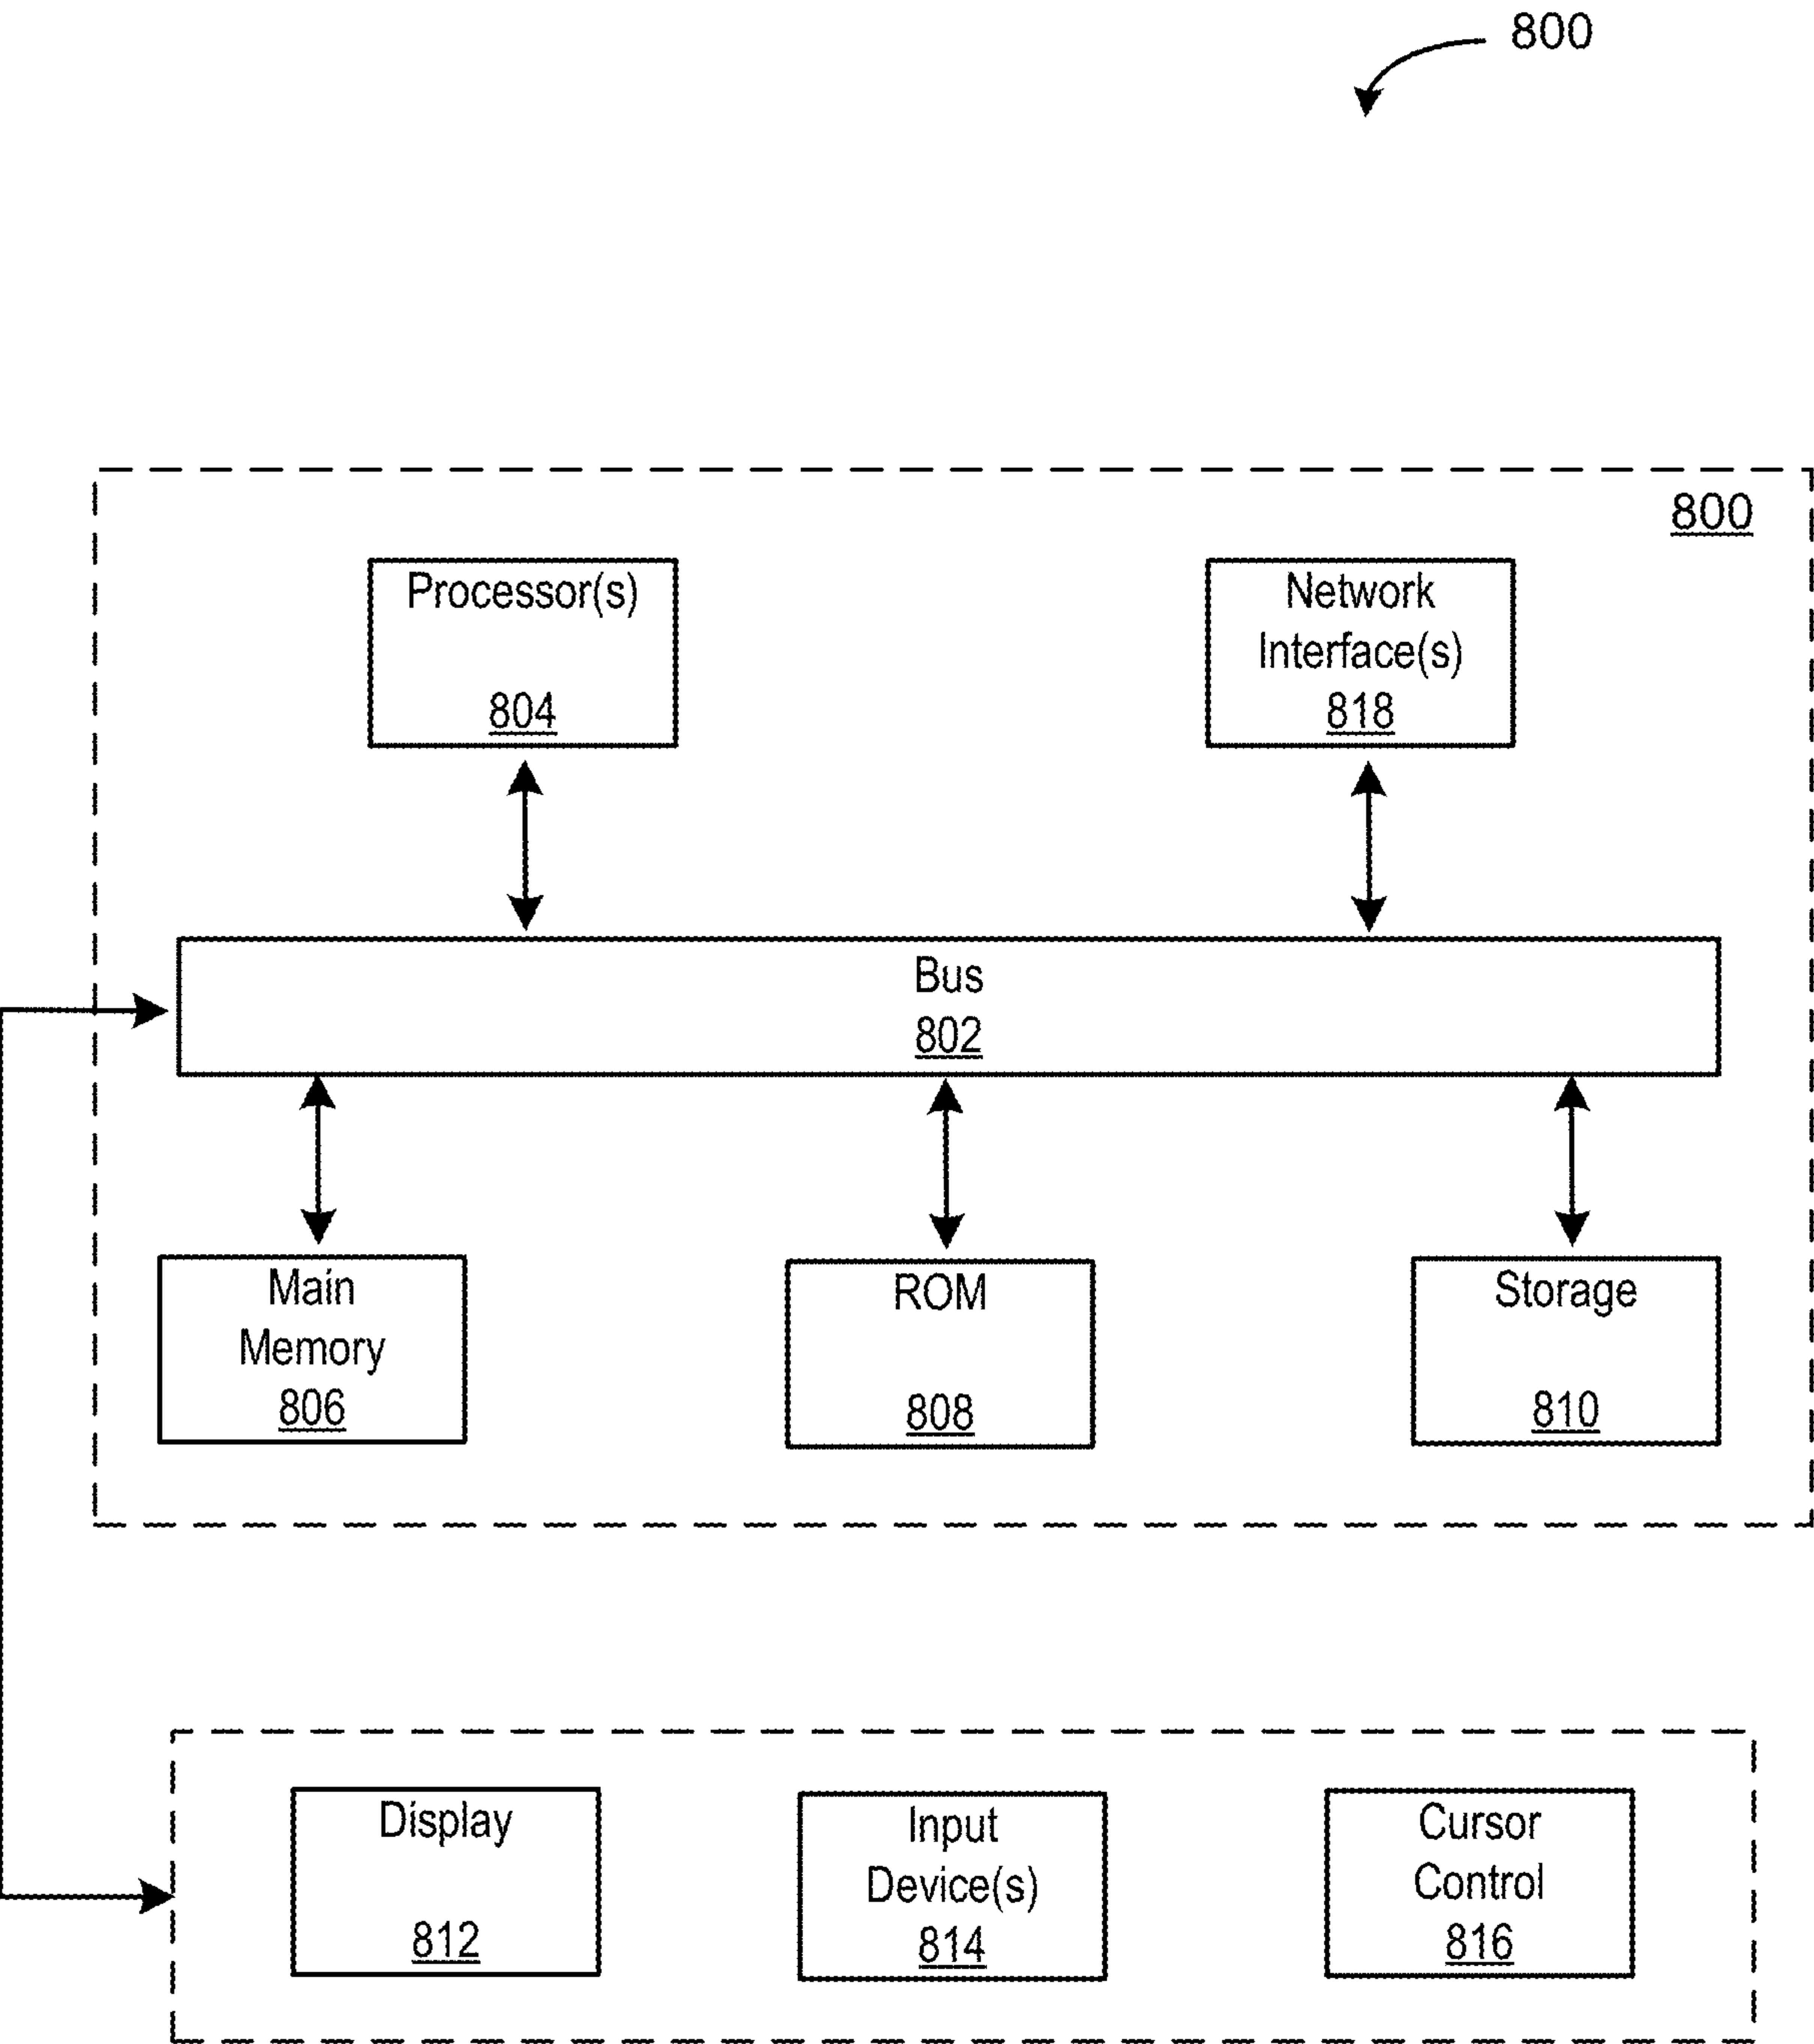 800
800
Processor(s)
804
Network
Interface(s)
818
Bus
802
Main
Memory
806
ROM
808
Storage
810
Display
812
Input
Device(s)
814
Cursor
Control
816